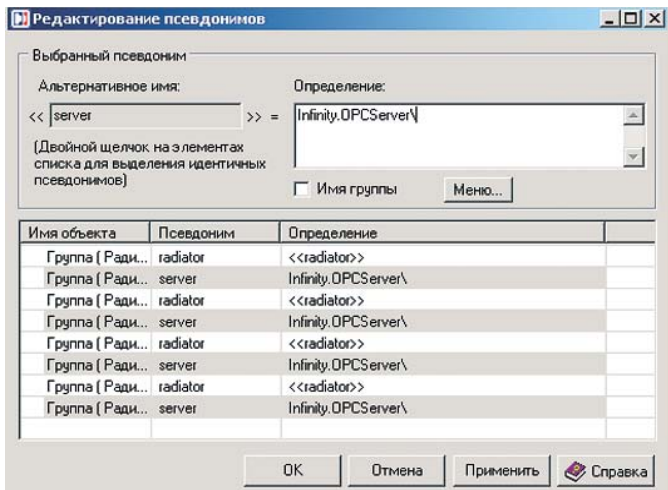 Редактирование псевдонимов
Выбранный псевдоним
Альтернативное имя: Определение:
<< server >> = Infinity.OPCServer\
(Двойной щелчок на элементах
списка для выделения идентичных
псевдонимов)
Имя группы Меню...
Имя объекта Псевдоним Определение
Группа ( Ради... radiator <<radiator>>
Группа ( Ради... server Infinity.OPCServer\
Группа ( Ради... radiator <<radiator>>
Группа ( Ради... server Infinity.OPCServer\
Группа ( Ради... radiator <<radiator>>
Группа ( Ради... server Infinity.OPCServer\
Группа ( Ради... radiator <<radiator>>
Группа ( Ради... server Infinity.OPCServer\
OK Отмена Применить Справка